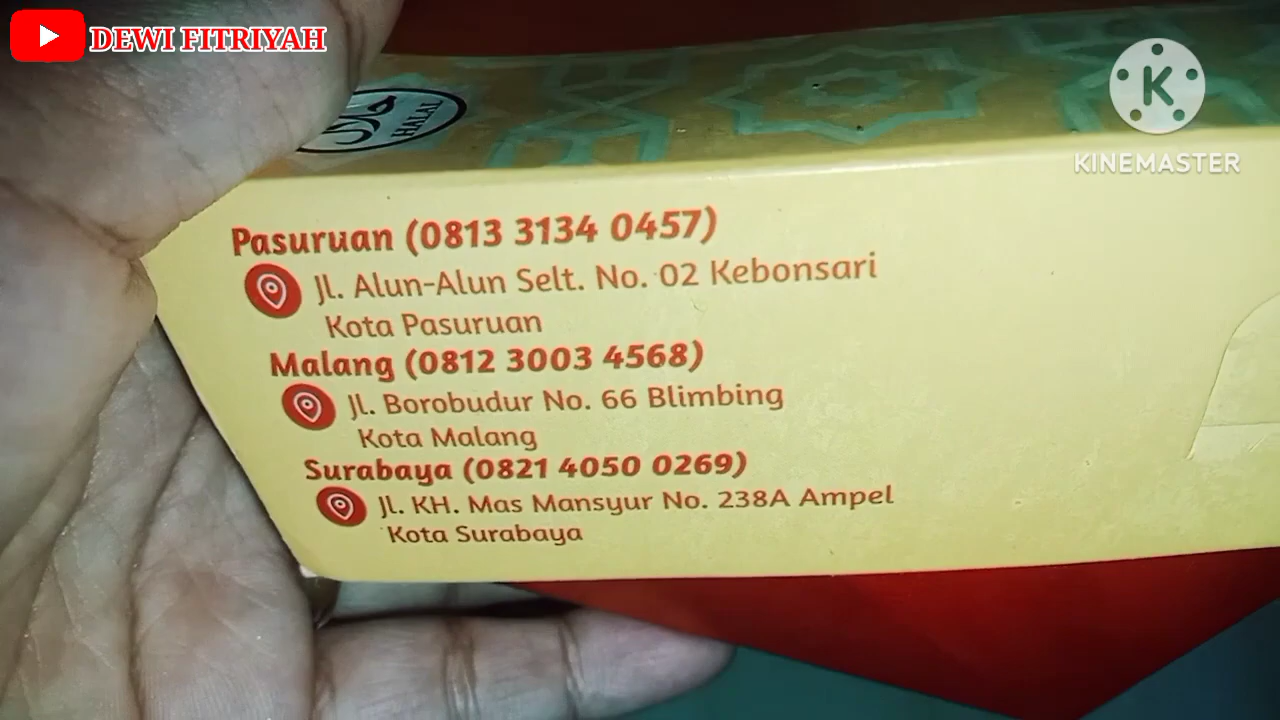 DEWI FITRIYAH
K
KINEMASTER
حلال
HALAL
Pasuruan (0813 3134 0457)
Jl. Alun-Alun Selt. No. 02 Kebonsari
Kota Pasuruan
Malang (0812 3003 4568)
Jl. Borobudur No. 66 Blimbing
Kota Malang
Surabaya (0821 4050 0269)
Jl. KH. Mas Mansyur No. 238A Ampel
Kota Surabaya